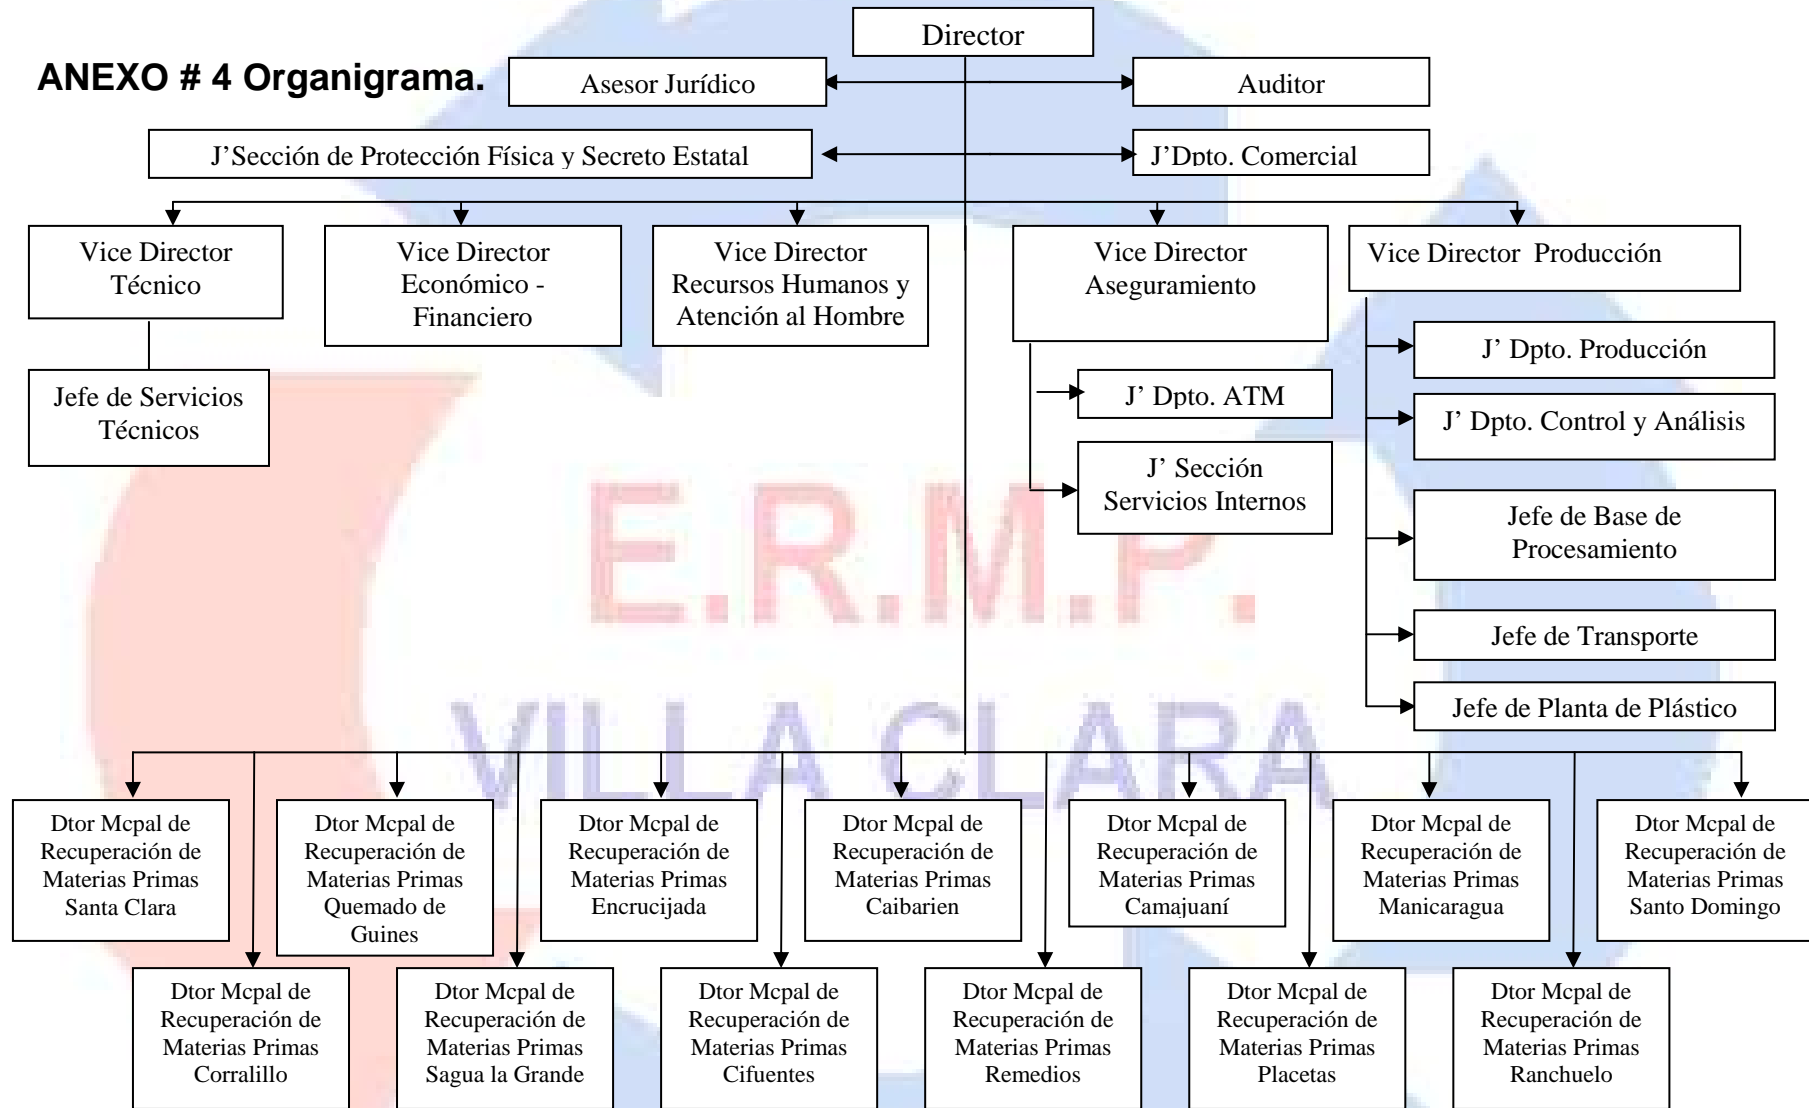 Director
ANEXO # 4 Organigrama.
Asesor Jurídico
Auditor
J’Sección de Protección Física y Secreto Estatal
J’Dpto. Comercial
Vice Director
Técnico
Vice Director
Económico -
Financiero
Vice Director
Recursos Humanos y
Atención al Hombre
Vice Director
Aseguramiento
Vice Director  Producción
Jefe de Servicios
Técnicos
J’ Dpto. ATM
J’ Sección
Servicios Internos
J’ Dpto. Producción
J’ Dpto. Control y Análisis
Jefe de Base de
Procesamiento
Jefe de Transporte
Jefe de Planta de Plástico
E.R.M.P.
VILLA CLARA
Dtor Mcpal de
Recuperación de
Materias Primas
Santa Clara
Dtor Mcpal de
Recuperación de
Materias Primas
Quemado de
Guines
Dtor Mcpal de
Recuperación de
Materias Primas
Encrucijada
Dtor Mcpal de
Recuperación de
Materias Primas
Caibarien
Dtor Mcpal de
Recuperación de
Materias Primas
Camajuaní
Dtor Mcpal de
Recuperación de
Materias Primas
Manicaragua
Dtor Mcpal de
Recuperación de
Materias Primas
Santo Domingo
Dtor Mcpal de
Recuperación de
Materias Primas
Corralillo
Dtor Mcpal de
Recuperación de
Materias Primas
Sagua la Grande
Dtor Mcpal de
Recuperación de
Materias Primas
Cifuentes
Dtor Mcpal de
Recuperación de
Materias Primas
Remedios
Dtor Mcpal de
Recuperación de
Materias Primas
Placetas
Dtor Mcpal de
Recuperación de
Materias Primas
Ranchuelo